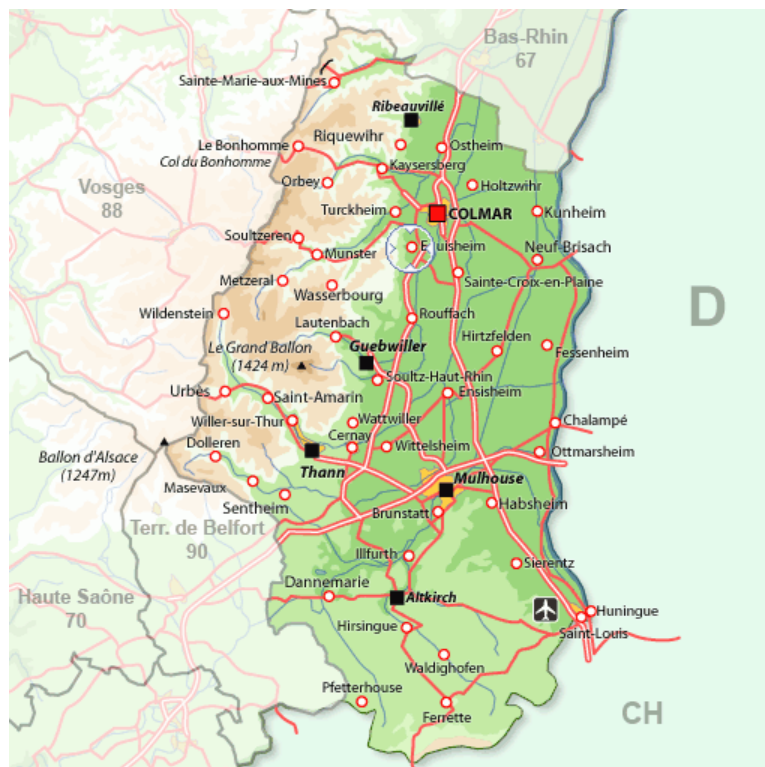 Bas-Rhin
67
Sainte-Marie-aux-Mines
Ribeauvillé
Riquewihr
Le Bonhomme
Ostheim
Col du Bonhomme
Kaysersberg
Vosges
88
Orbey
Holtzwihr
Turckheim
COLMAR
Kunheim
Soultzeren
Munster
Neuf-Brisach
Metzeral
Sainte-Croix-en-Plaine
Wasserbourg
Wildenstein
Lautenbach
Rouffach
D
Le Grand Ballon
(1424 m)
Guebwiller
Hirtzfelden
Fessenheim
Soultz-Haut-Rhin
Urbès
Saint-Amarin
Ensisheim
Willer-sur-Thur
Wattwiller
Chalampé
Dolleren
Cernay
Wittelsheim
Ottmarsheim
Ballon d'Alsace
(1247m)
Thann
Mulhouse
Masevaux
Sentheim
Brunstatt
Habsheim
Terr. de Belfort
90
Illfurth
Sierentz
Dannemarie
Haute Saône
70
Altkirch
Huningue
Hirsingue
Saint-Louis
Waldighofen
Pfetterhouse
Ferrette
CH